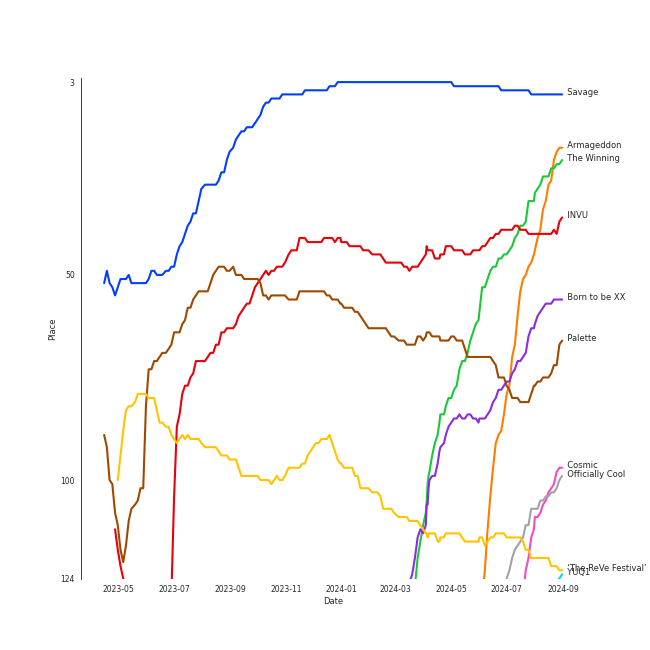 3
50
100
124
Place
Savage
Armageddon
The Winning
INVU
Born to be XX
Palette
Cosmic
Officially Cool
'The ReVe Festival'
YUQ1
2023-05
2023-07
2023-09
2023-11
2024-01
2024-03
2024-05
2024-07
2024-09
Date